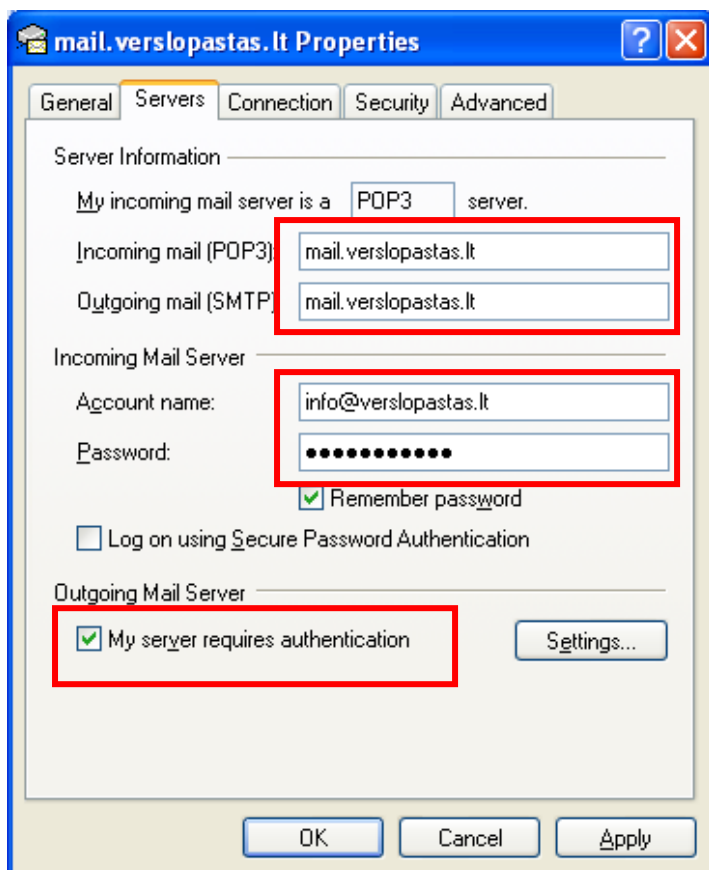 mail.verslopastas.lt Properties
General Servers Connection Security Advanced
Server Information
My incoming mail server is a POP3 server.
Incoming mail (POP3): mail.verslopastas.lt
Outgoing mail (SMTP) mail.verslopastas.lt
Incoming Mail Server
Account name: info@verslopastas.lt
Password: ●●●●●●●●●●●
Remember password
Log on using Secure Password Authentication
Outgoing Mail Server
My server requires authentication Settings...
OK Cancel Apply